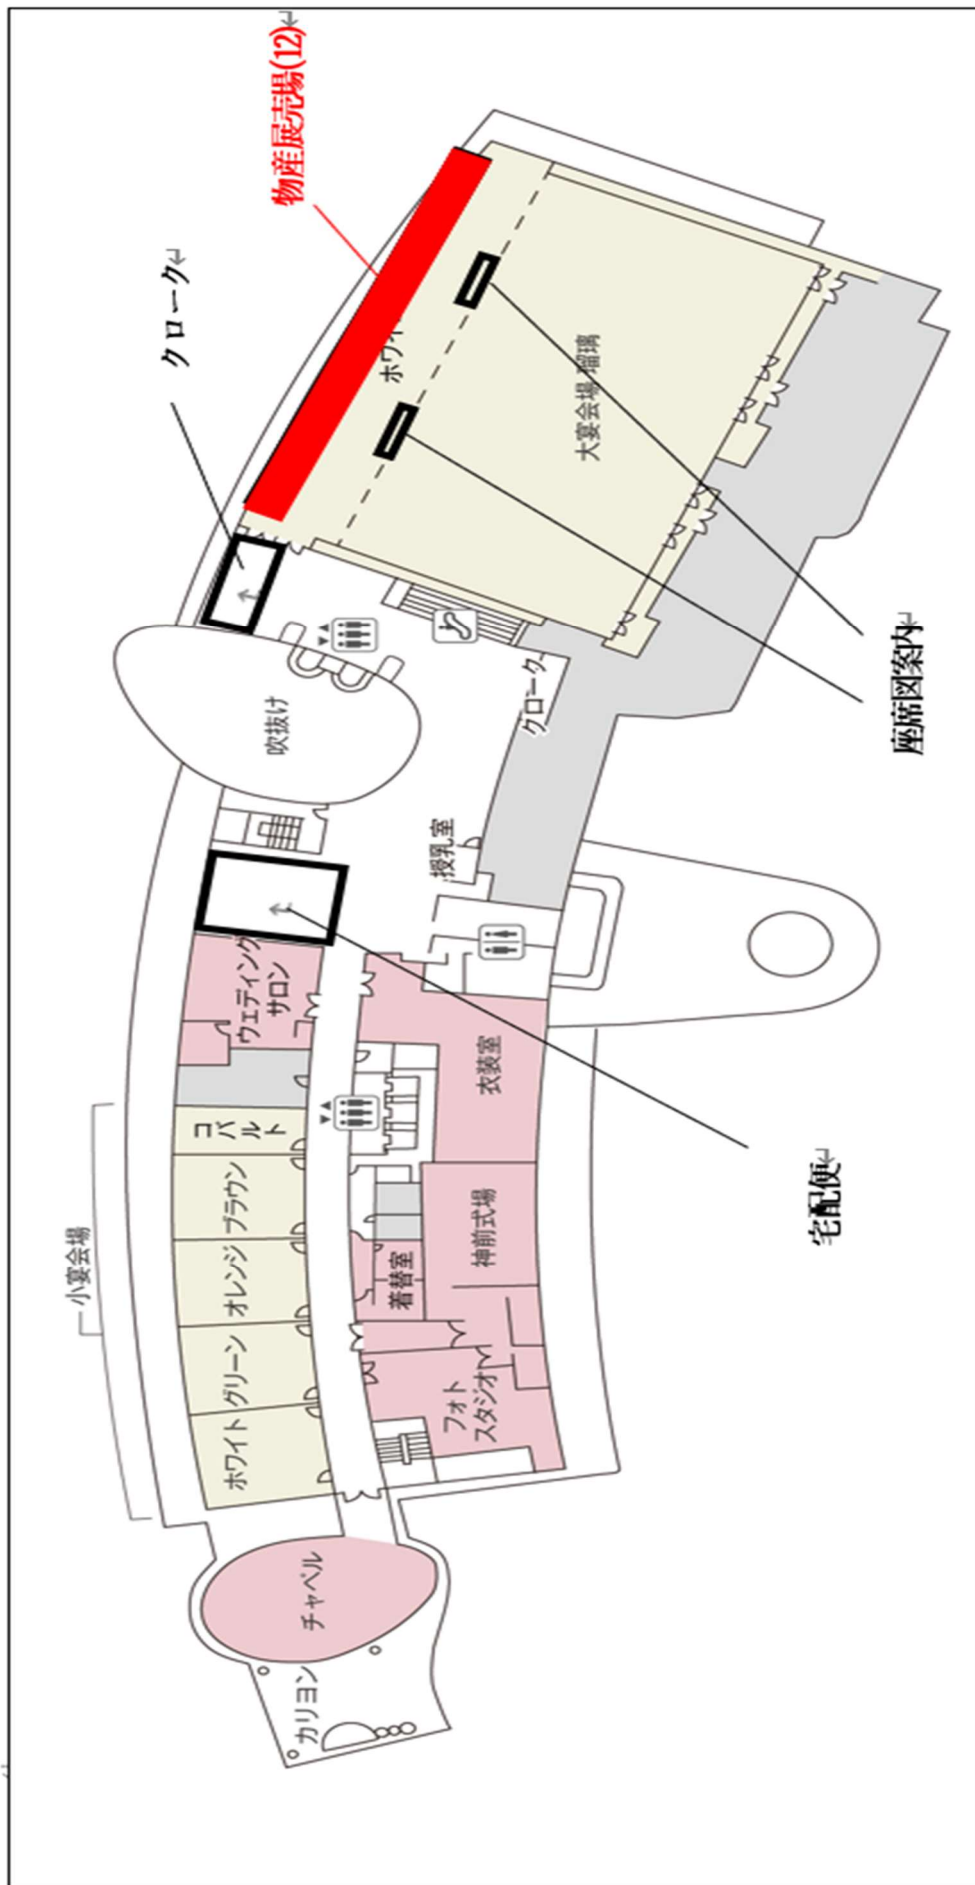 物産展売場(12)
クローク
ホワイ
大宴会場 瑠璃
吹抜け
クローク
座席図案内
授乳室
ウェディング
サロン
衣装室
宅配便
小宴会場
コバルト
ブラウン
オレンジ
グリーン
ホワイト
神前式場
着替室
フォト
スタジオ
チャペル
カリヨン